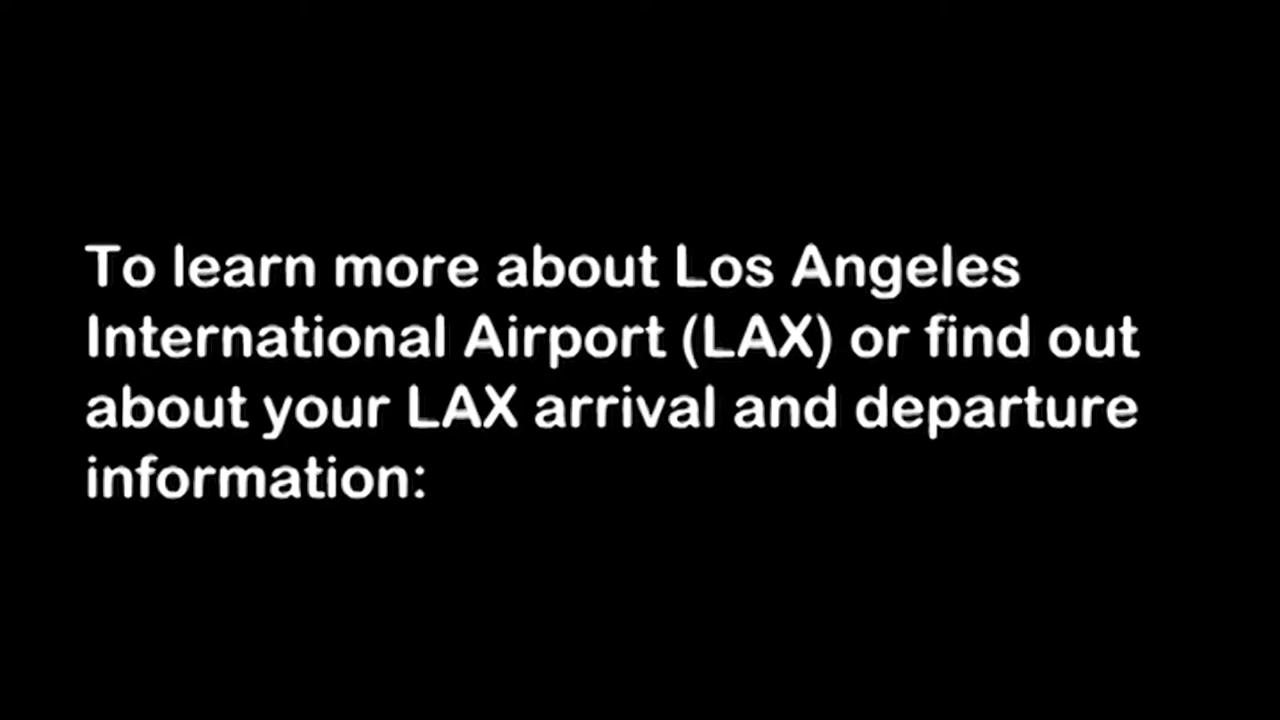 To learn more about Los Angeles
International Airport (LAX) or find out
about your LAX arrival and departure
information: